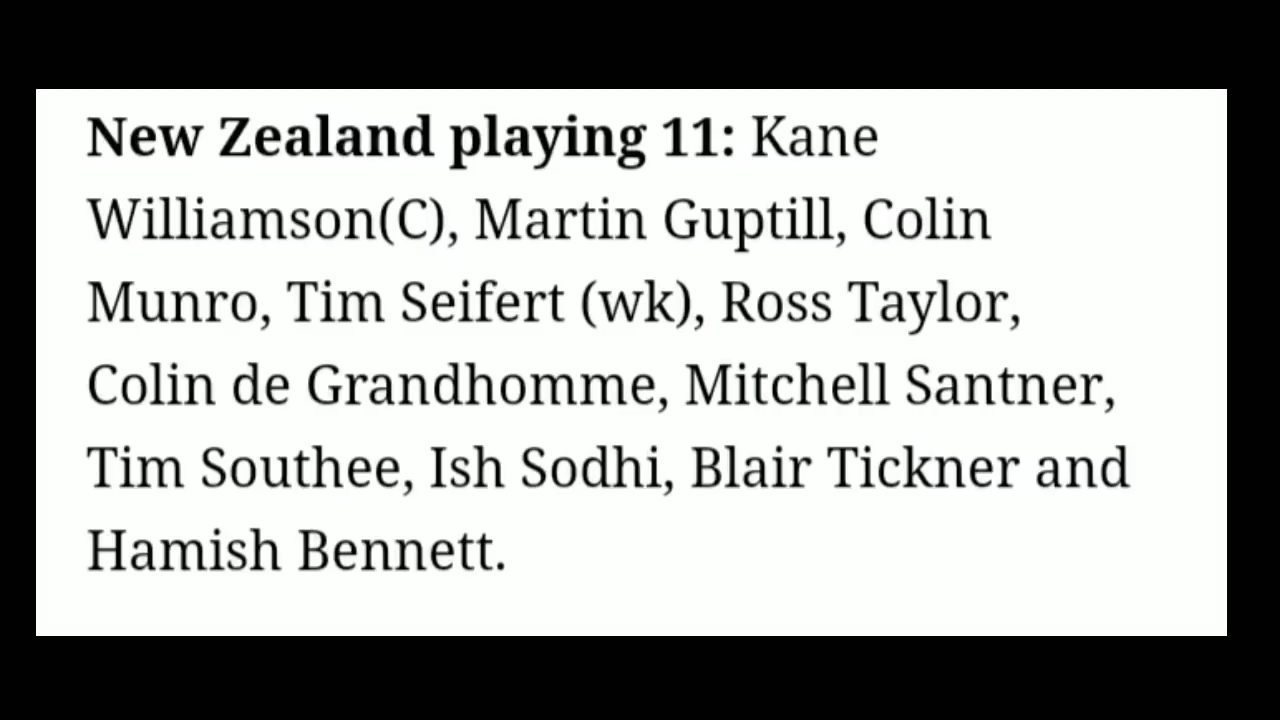 New Zealand playing 11: Kane
Williamson(C), Martin Guptill, Colin
Munro, Tim Seifert (wk), Ross Taylor,
Colin de Grandhomme, Mitchell Santner,
Tim Southee, Ish Sodhi, Blair Tickner and
Hamish Bennett.